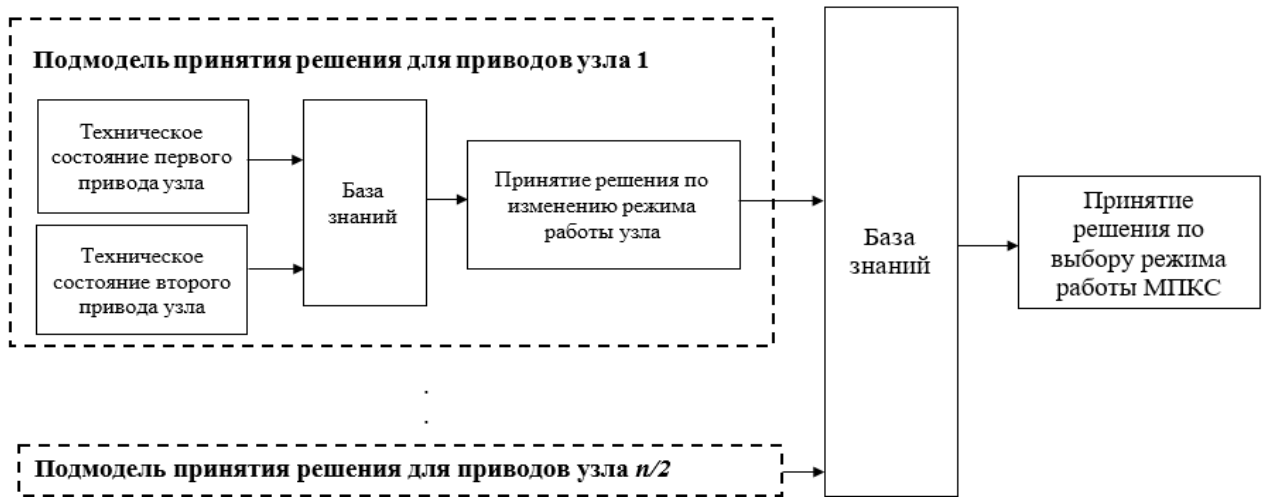 Подмодель принятия решения для приводов узла 1
Техническое
состояние первого
привода узла
Техническое
состояние второго
привода узла
База
знаний
Принятие решения по
изменению режима
работы узла
База
знаний
Принятие
решения по
выбору режима
работы МПКС
.
.
Подмодель принятия решения для приводов узла n/2